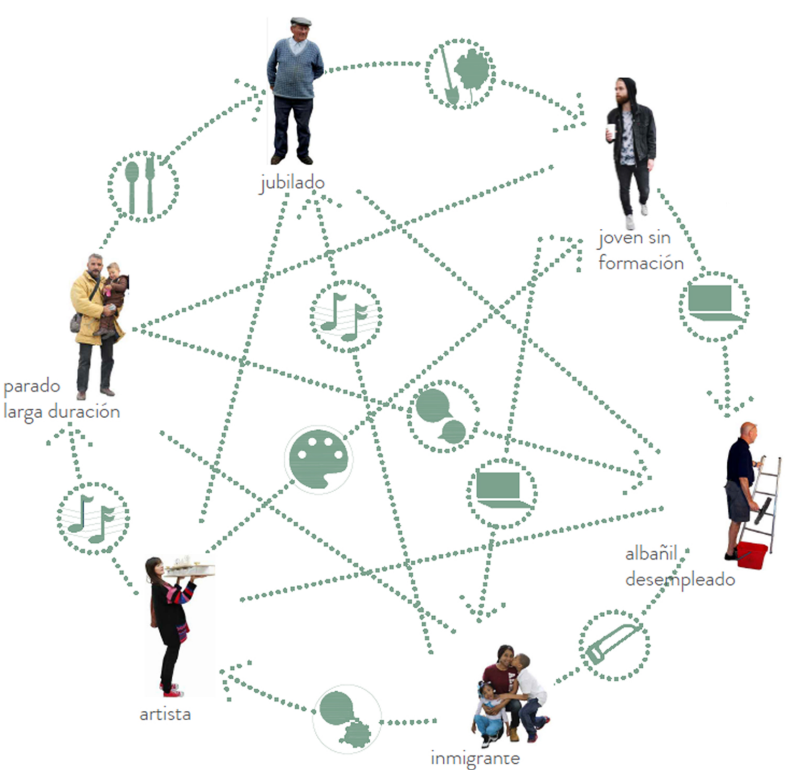 jubilado
joven sin
formación
parado
larga duración
albañil
desempleado
artista
inmigrante